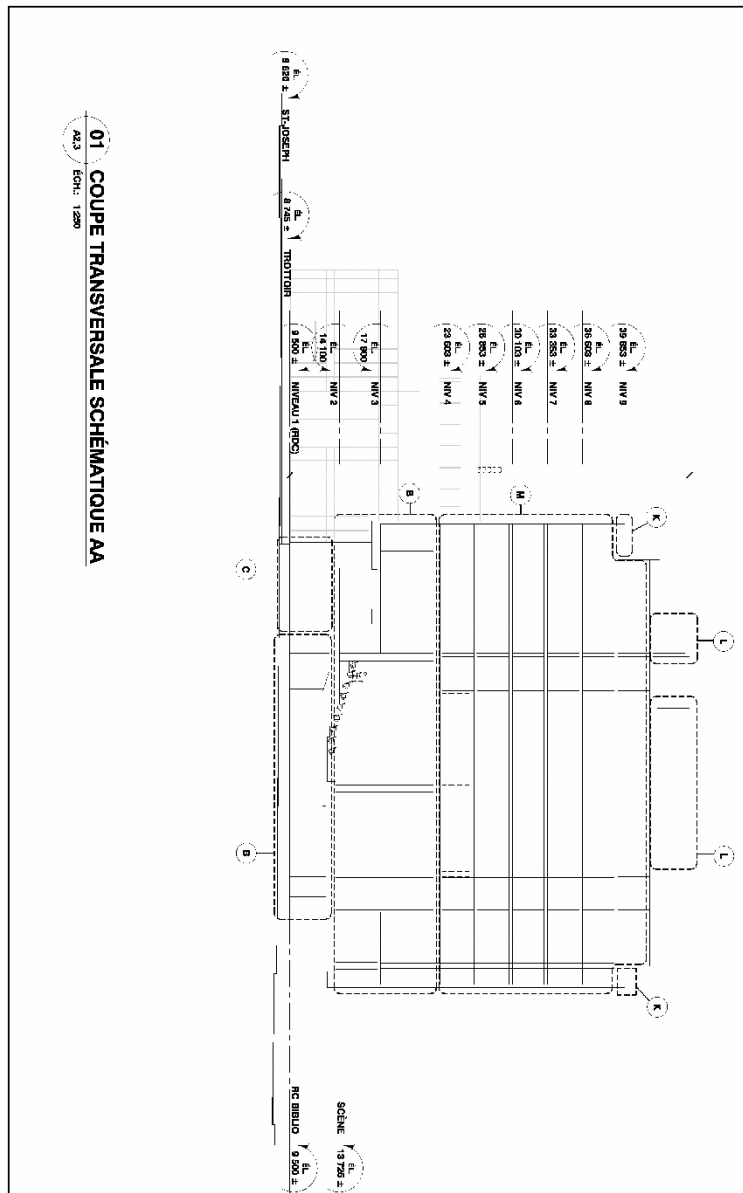 L
L
K
K
ÉL.
39 853 ±
NIV 9
ÉL.
36 603 ±
NIV 8
ÉL.
33 353 ±
NIV 7
ÉL.
30 103 ±
NIV 6
M
ÉL.
26 853 ±
NIV 5
ÉL.
23 603 ±
NIV 4
B
ÉL.
17 900
NIV 3
ÉL.
14 100
NIV 2
SCÈNE
ÉL.
13 725 ±
ÉL.
9 500 ±
NIVEAU 1 (RDC)
RC BIBLIO
ÉL.
9 500 ±
ÉL.
8 620 ±
ST-JOSEPH
ÉL.
8 745 ±
TROTTOIR
C
B
01 COUPE TRANSVERSALE SCHÉMATIQUE AA
A2,3 ÉCH.: 1:250